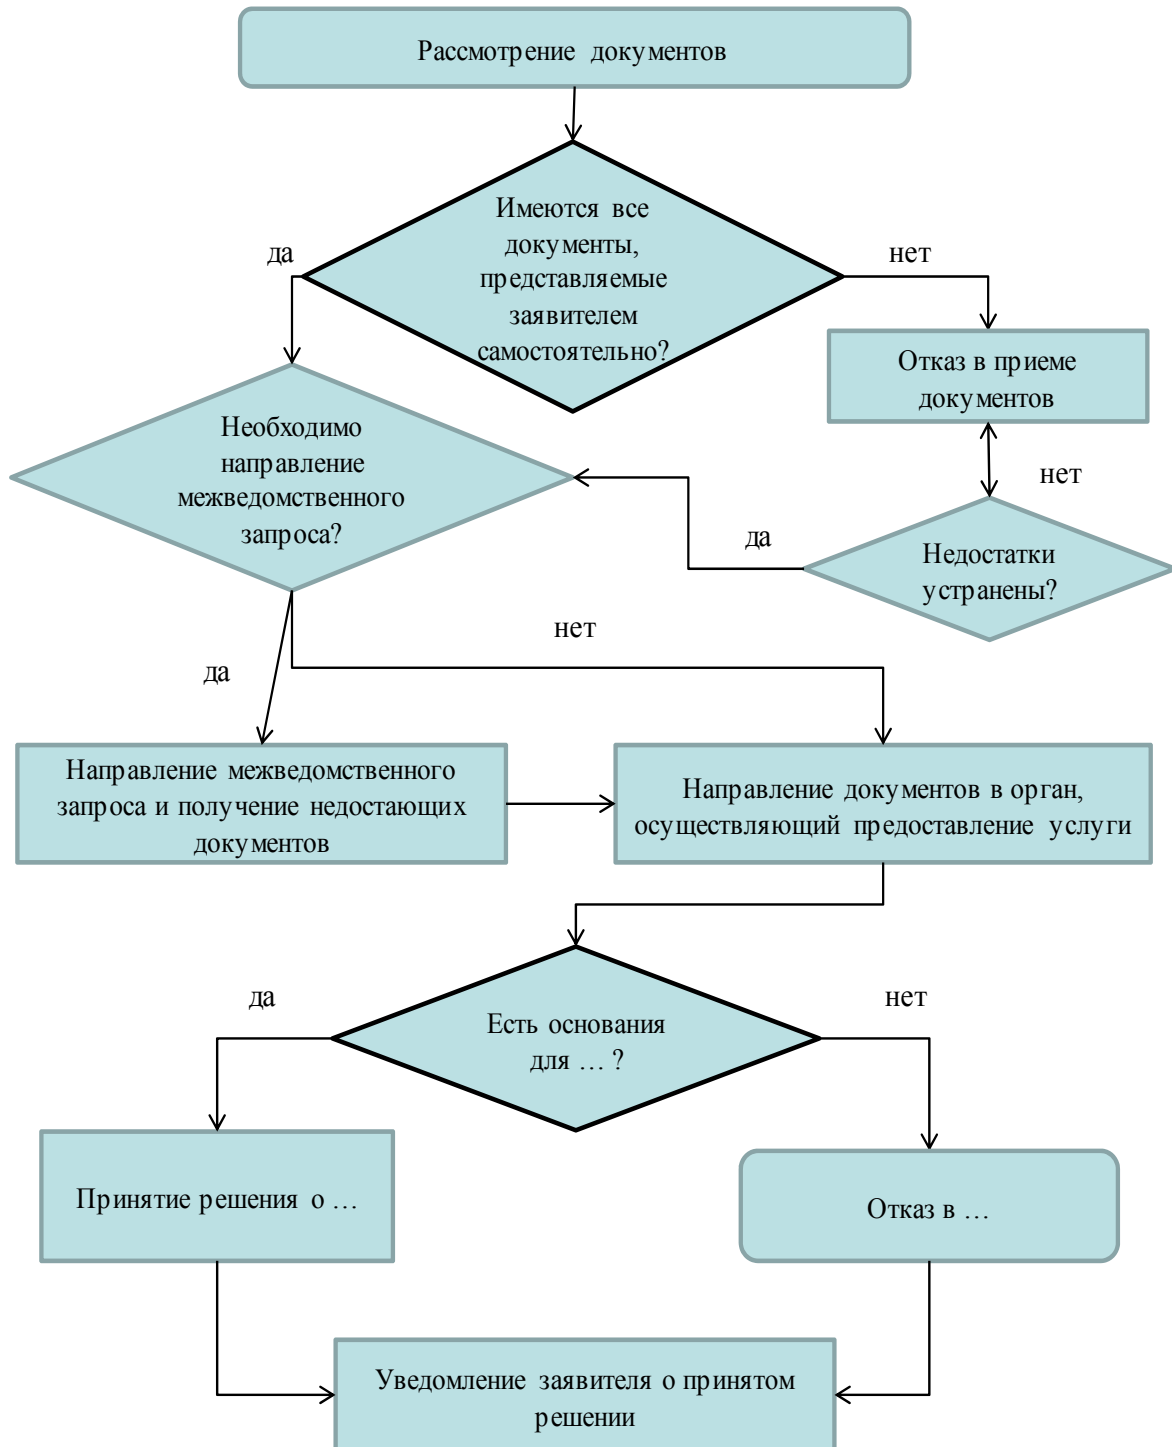 Рассмотрение документов
Имеются все
документы,
представляемые
заявителем
самостоятельно?
да
нет
Отказ в приеме
документов
Необходимо
направление
межведомственного
запроса?
нет
да
Недостатки
устранены?
нет
да
Направление межведомственного
запроса и получение недостающих
документов
Направление документов в орган,
осуществляющий предоставление услуги
да
нет
Есть основания
для … ?
Принятие решения о …
Отказ в …
Уведомление заявителя о принятом
решении